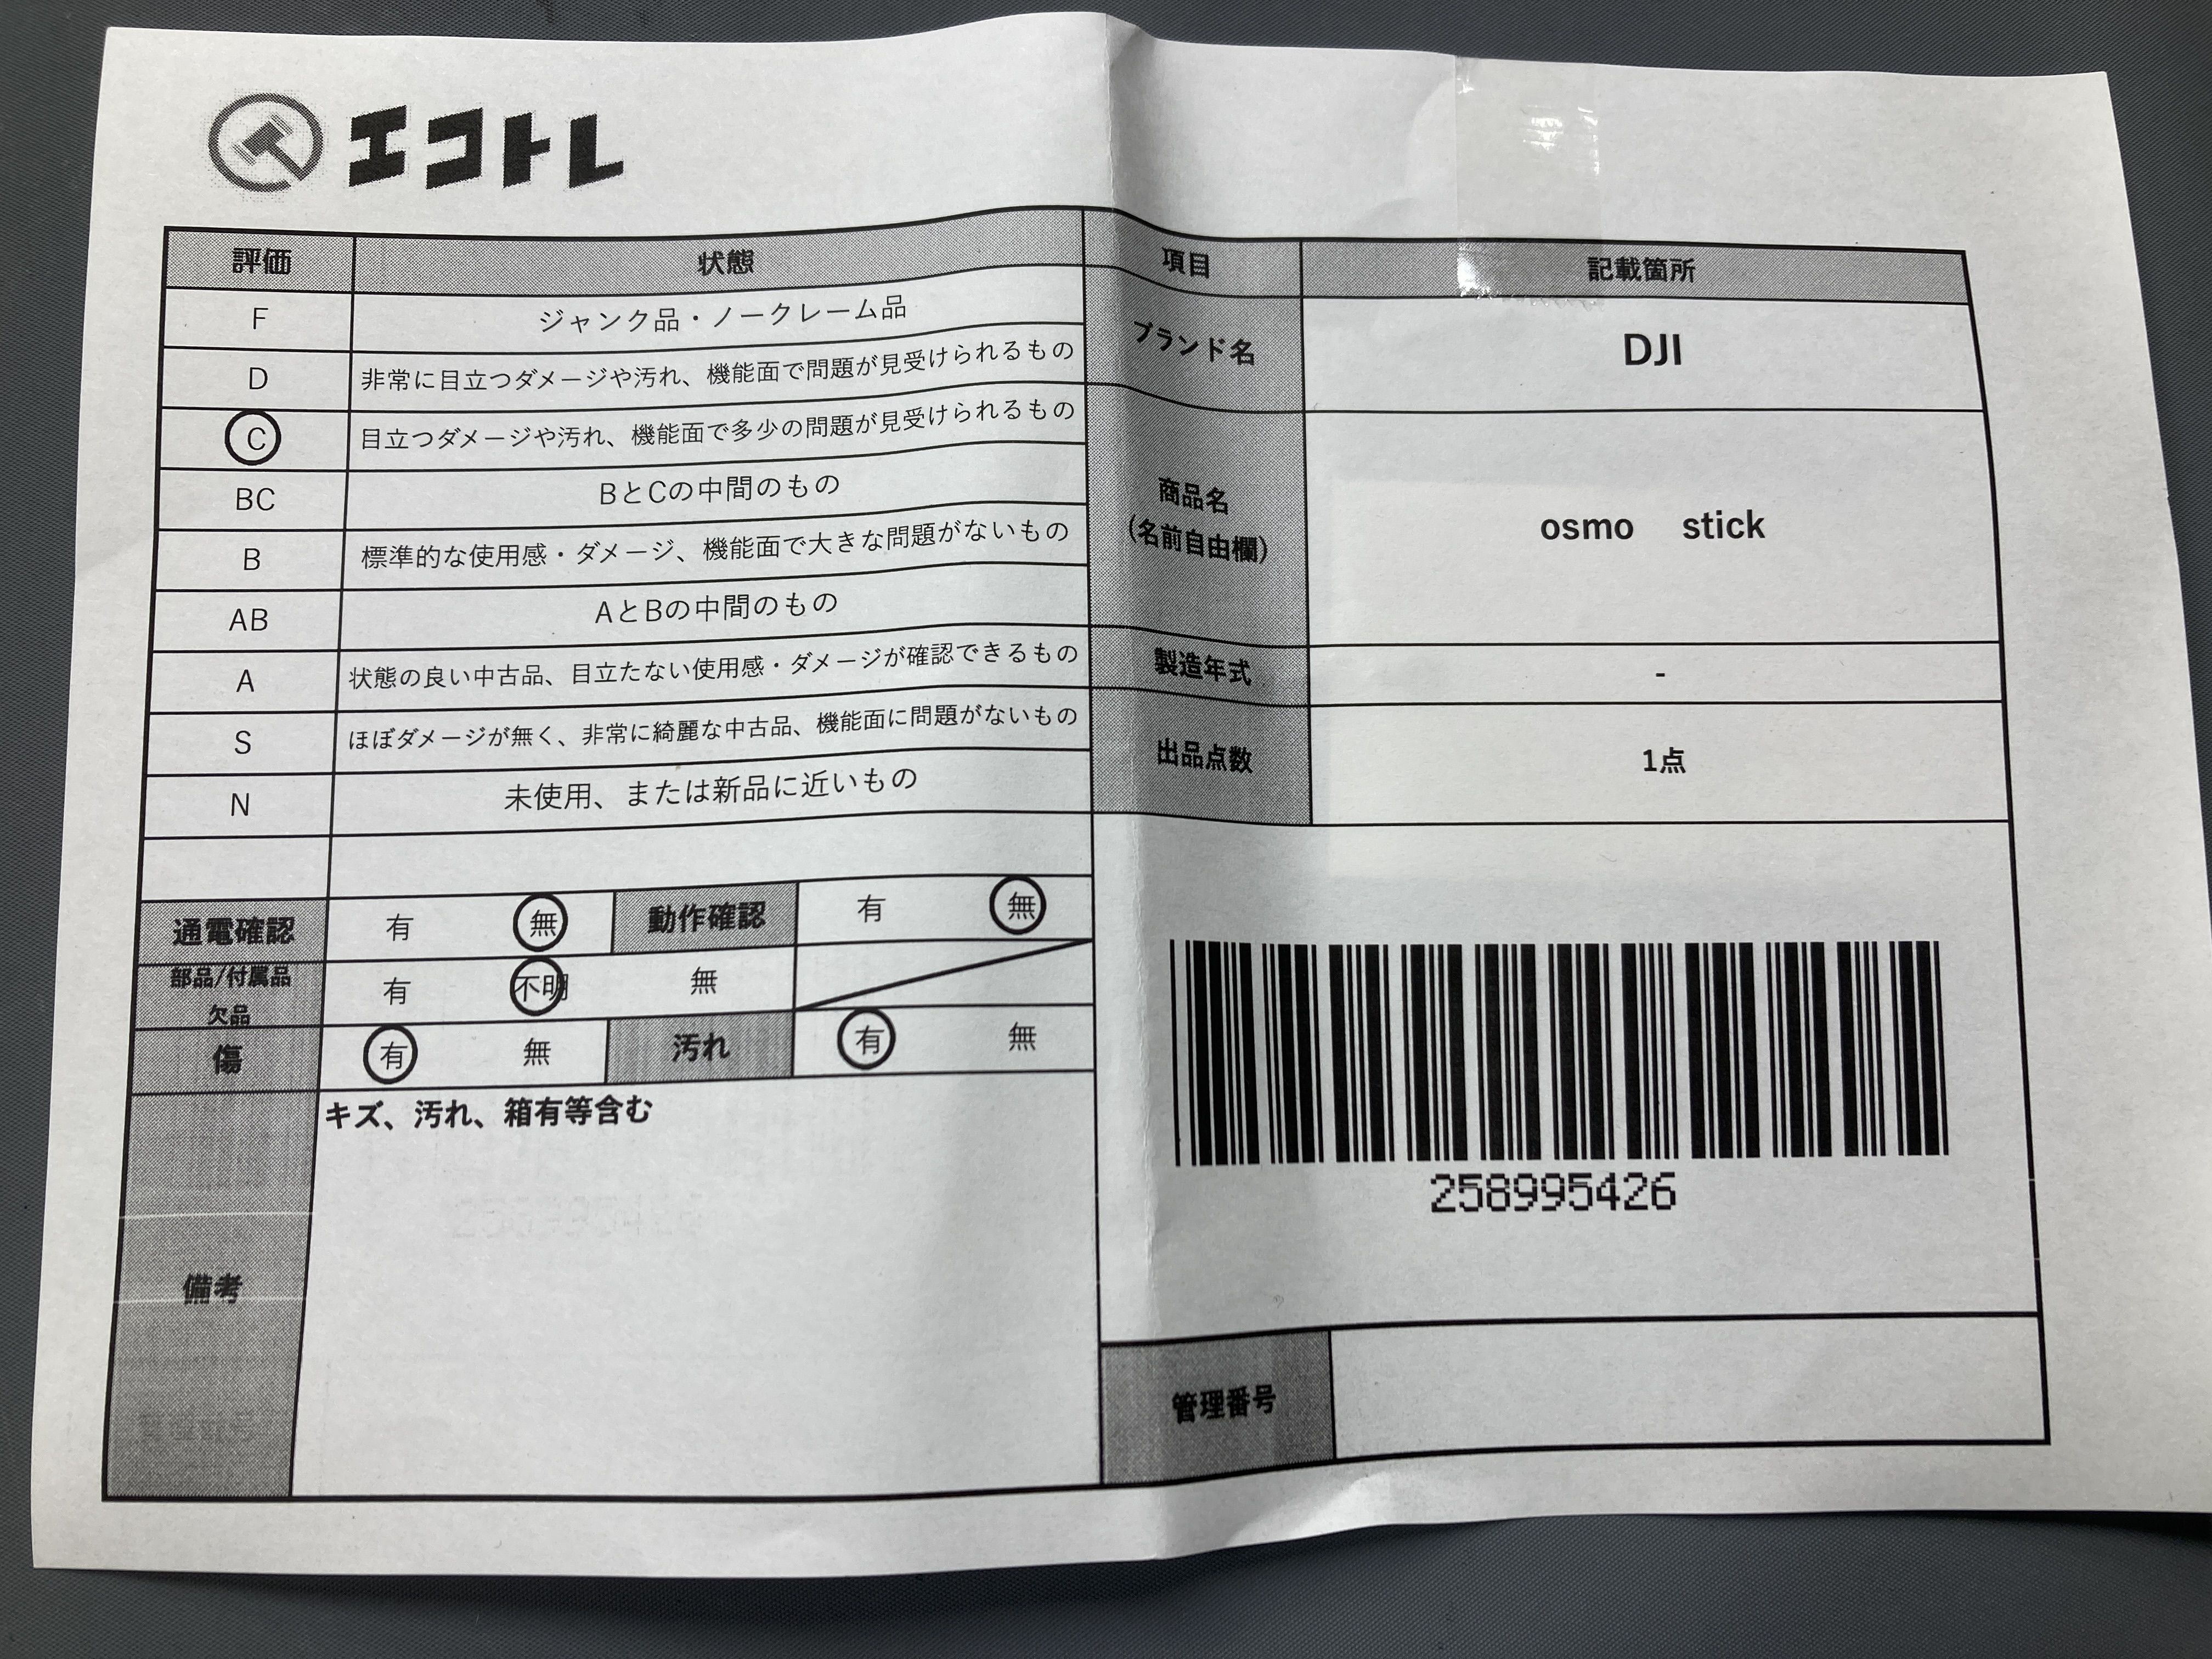 エコトレ
評価 状態
F ジャンク品・ノークレーム品
D 非常に目立つダメージや汚れ、機能面で問題が見受けられるもの
C 目立つダメージや汚れ、機能面で多少の問題が見受けられるもの
BC BとCの中間のもの
B 標準的な使用感・ダメージ、機能面で大きな問題がないもの
AB AとBの中間のもの
A 状態の良い中古品、目立たない使用感・ダメージが確認できるもの
S ほぼダメージが無く、非常に綺麗な中古品、機能面に問題がないもの
N 未使用、または新品に近いもの
通電確認 有 無 動作確認 有 無
部品/付属品
欠品 有 不明 無
傷 有 無 汚れ 有 無
備考 キズ、汚れ、箱有等含む
項目 記載箇所
ブランド名 DJI
商品名
(名前自由欄) osmo stick
製造年式 -
出品点数 1点
258995426
管理番号